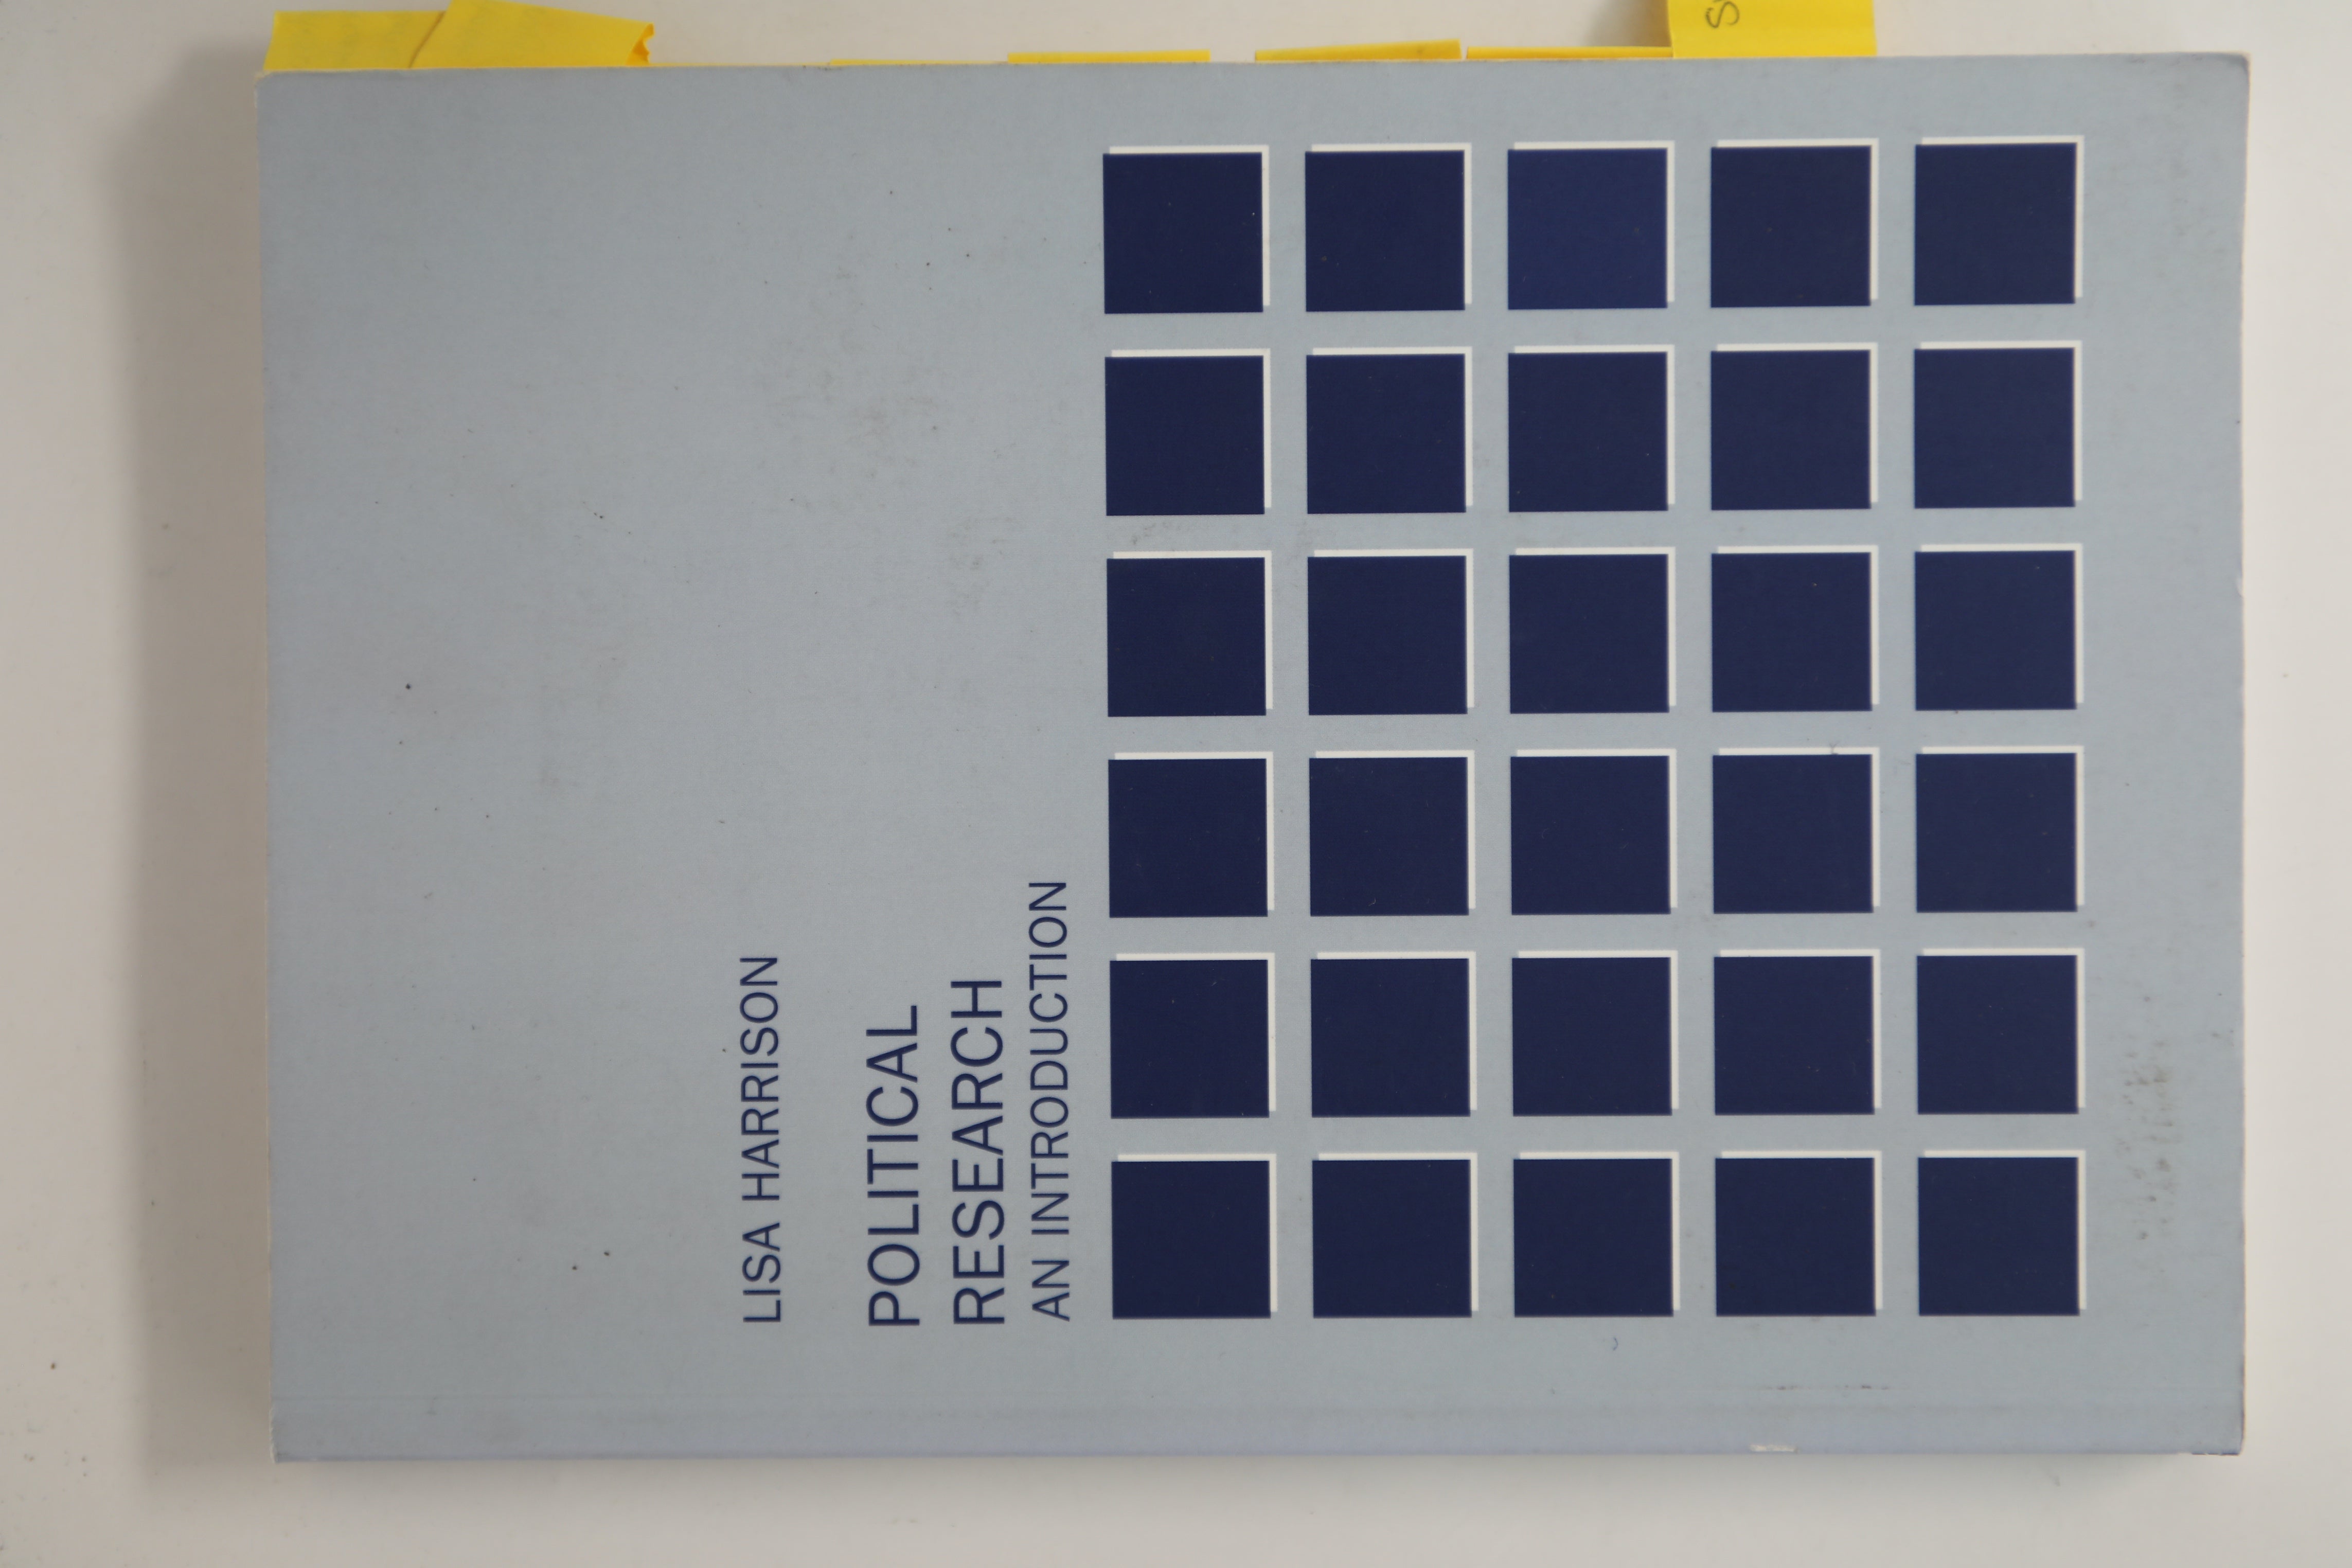 LISA HARRISON
POLITICAL
RESEARCH
AN INTRODUCTION